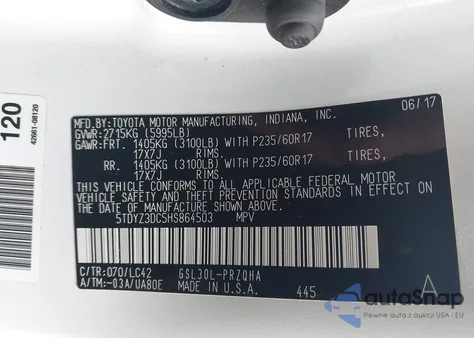 120
42661-08120
MFD.BY:TOYOTA MOTOR MANUFACTURING, INDIANA, INC. 06/17
GVWR:2715KG (5995LB)
GAWR:FRT. 1405KG (3100LB) WITH P235/60R17 TIRES,
17X7J RIMS.
RR. 1405KG (3100LB) WITH P235/60R17 TIRES,
17X7J RIMS.
THIS VEHICLE CONFORMS TO ALL APPLICABLE FEDERAL MOTOR
VEHICLE SAFETY AND THEFT PREVENTION STANDARDS IN EFFECT
ON THE DATE OF MANUFACTURE SHOWN ABOVE.
5TDYZ3DC5HS864503 MPV
C/TR:070/LC42 GSL30L-PRZQHA
A/TM:-03A/UA80E
MADE IN U.S.A. 445 A
autoSnap
Pewne auta z aukcji USA i EU